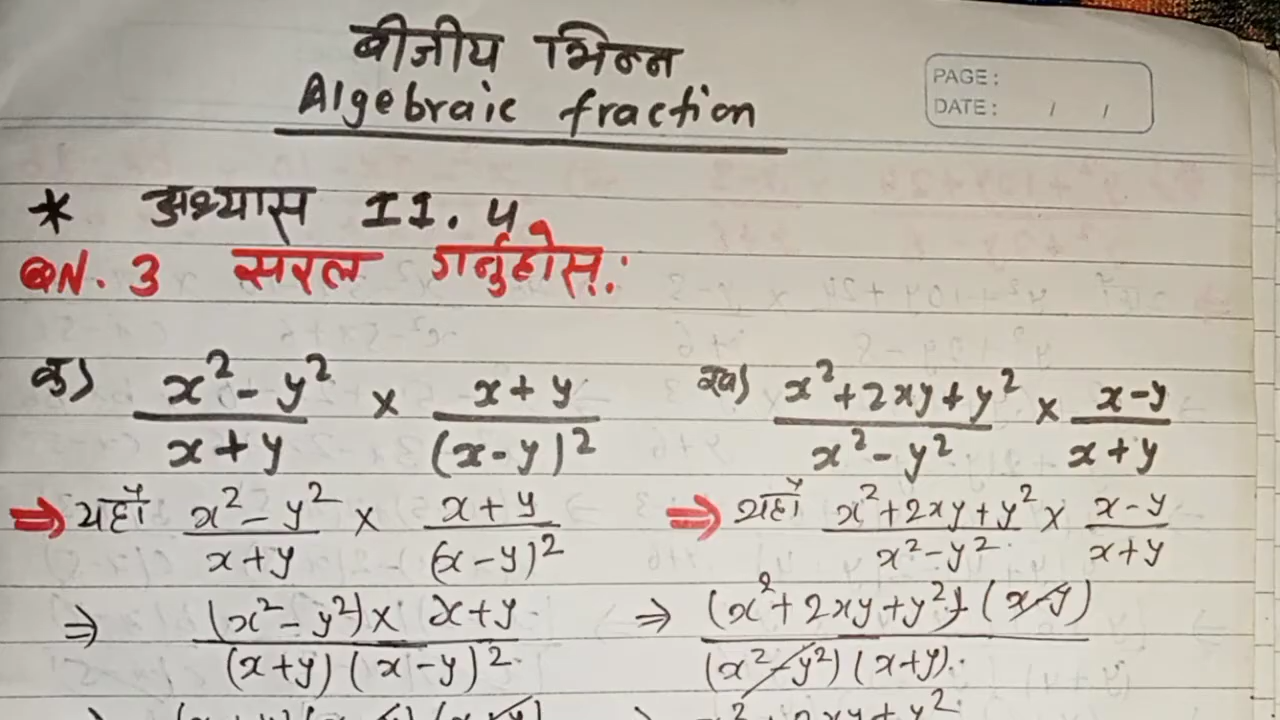 बीजीय भिन्न
Algebraic fraction
PAGE:
DATE: / /
* अभ्यास 11.4
QN. 3 सरल गर्नुहोस्:
क) x² - y² / x + y × x + y / (x - y)²
ख) x² + 2xy + y² / x² - y² × x - y / x + y
⇒ यहाँ x² - y² / x + y × x + y / (x - y)²
⇒ यहाँ x² + 2xy + y² / x² - y² × x - y / x + y
⇒ (x² - y²) × x + y / (x + y) (x - y)²
⇒ (x² + 2xy + y²) (x - y) / (x² - y²) (x + y)